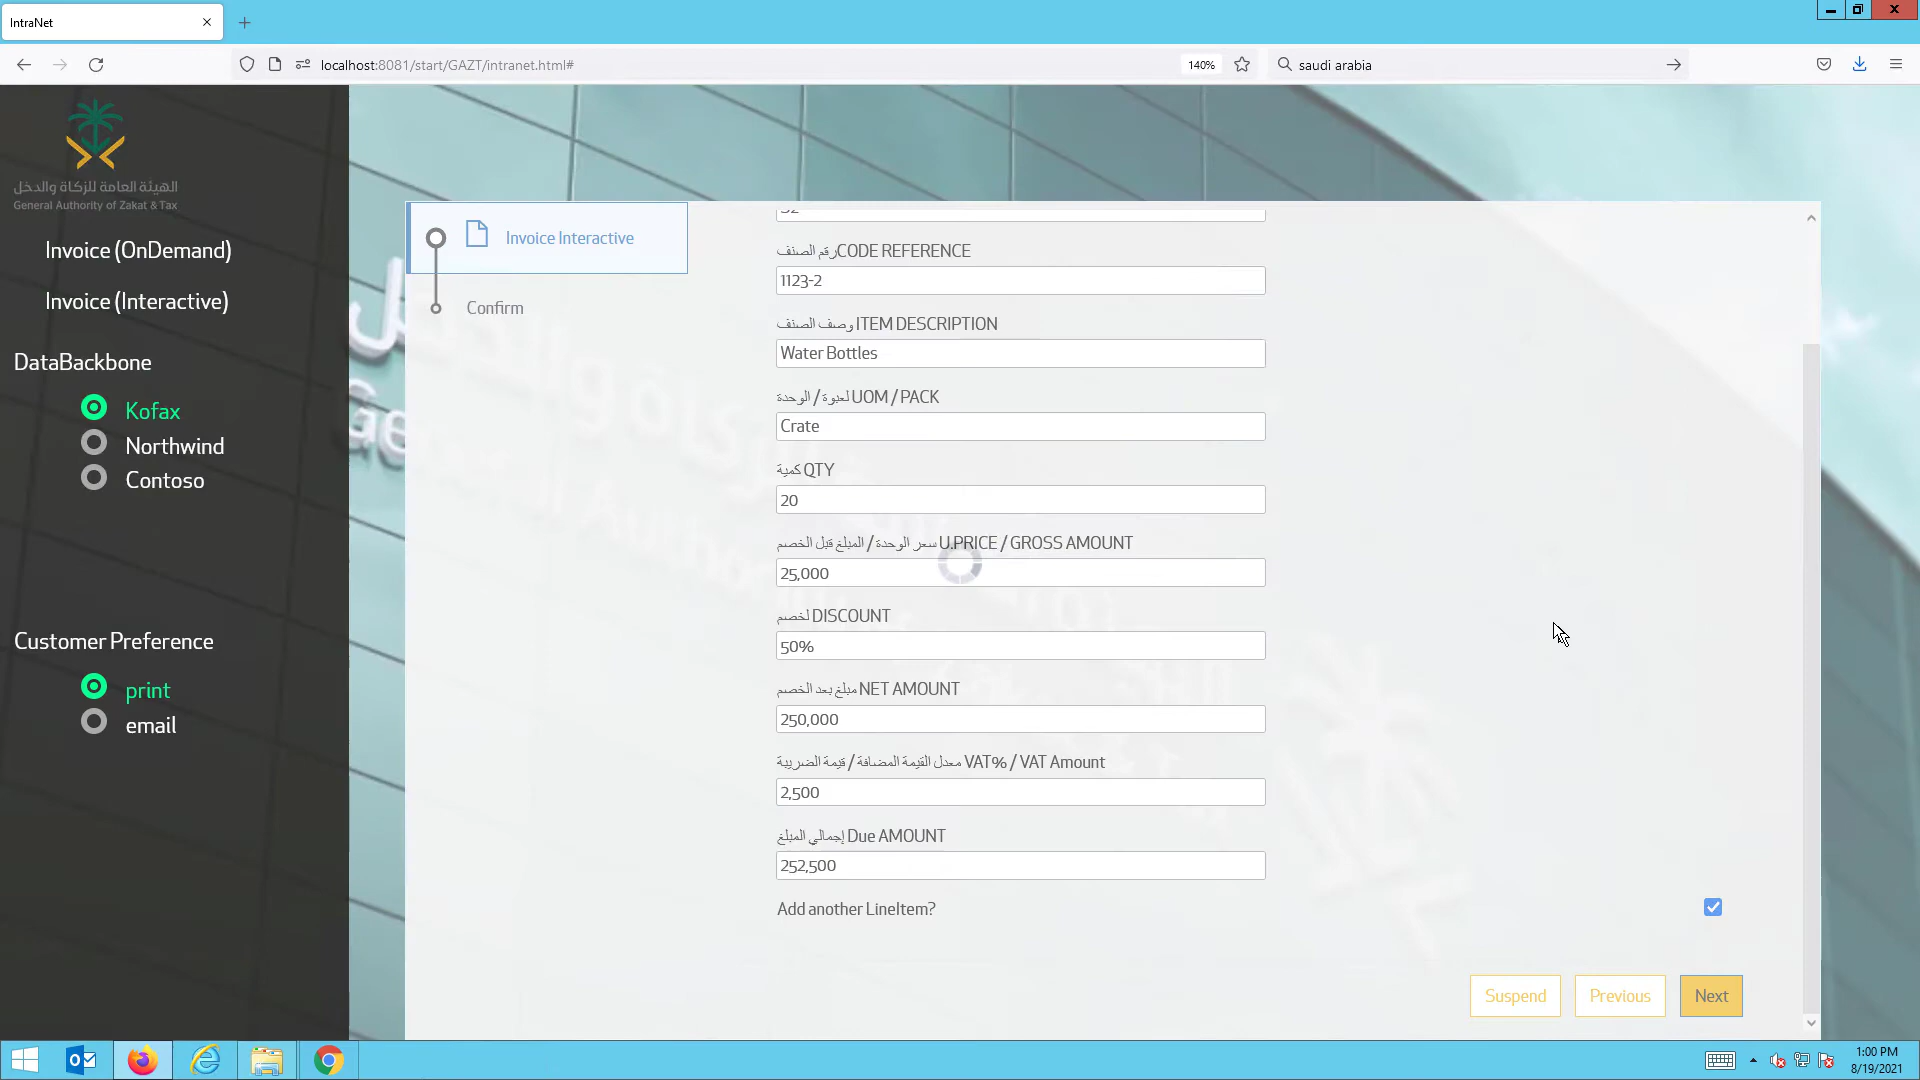 IntraNet
localhost:8081/start/GAZT/intranet.html#
140%
saudi arabia
الهيئة العامة للزكاة والدخل
General Authority of Zakat & Tax
Invoice (OnDemand)
Invoice (Interactive)
DataBackbone
Kofax
Northwind
Contoso
Customer Preference
print
email
Invoice Interactive
Confirm
رقم الصنفCODE REFERENCE
1123-2
وصف الصنف ITEM DESCRIPTION
Water Bottles
لعبوة / الوحدة UOM / PACK
Crate
كمية QTY
20
سعر الوحدة / المبلغ قبل الخصم U.PRICE / GROSS AMOUNT
25,000
لخصم DISCOUNT
50%
مبلغ بعد الخصم NET AMOUNT
250,000
معدل القيمة المضافة / قيمة الضريبة VAT% / VAT Amount
2,500
إجمالي المبلغ Due AMOUNT
252,500
Add another LineItem?
Suspend
Previous
Next
1:00 PM
8/19/2021